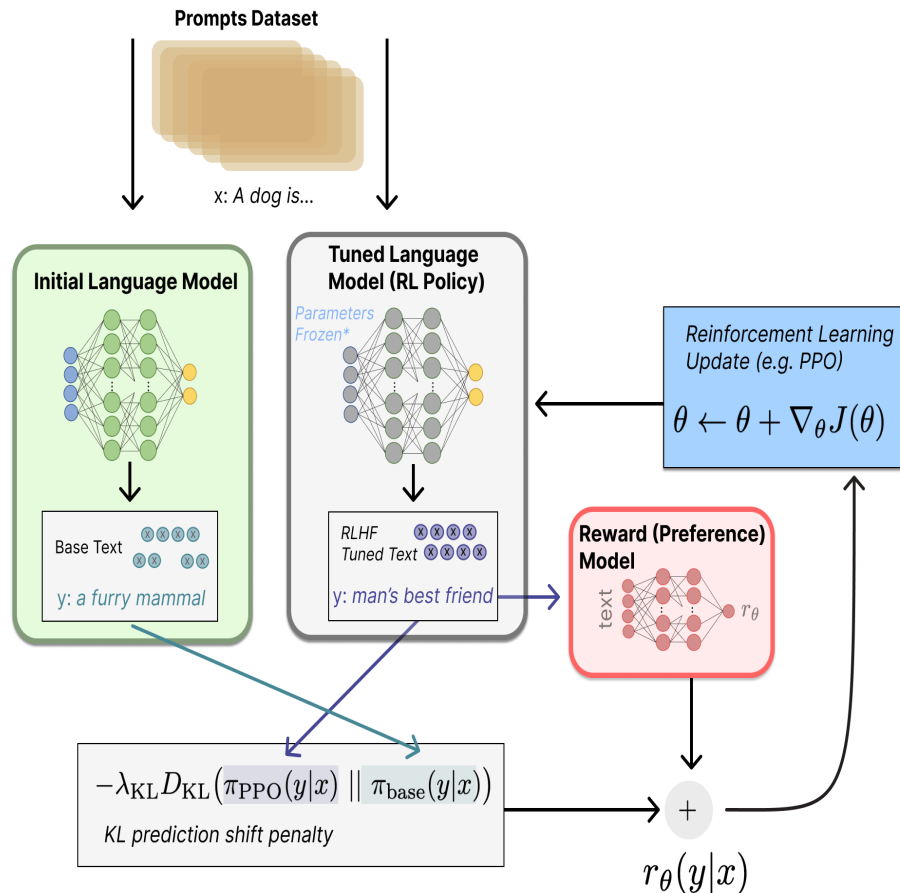 Prompts Dataset
x: A dog is...
Initial Language Model
Tuned Language
Model (RL Policy)
Parameters
Frozen*
Reinforcement Learning
Update (e.g. PPO)
θ ← θ + ∇θJ(θ)
Base Text
x x x x
x x x x
y: a furry mammal
RLHF
Tuned Text
x x x x
x x x x
y: man's best friend
Reward (Preference)
Model
text
rθ
−λKL DKL(πPPO(y|x) || πbase(y|x))
KL prediction shift penalty
+
rθ(y|x)